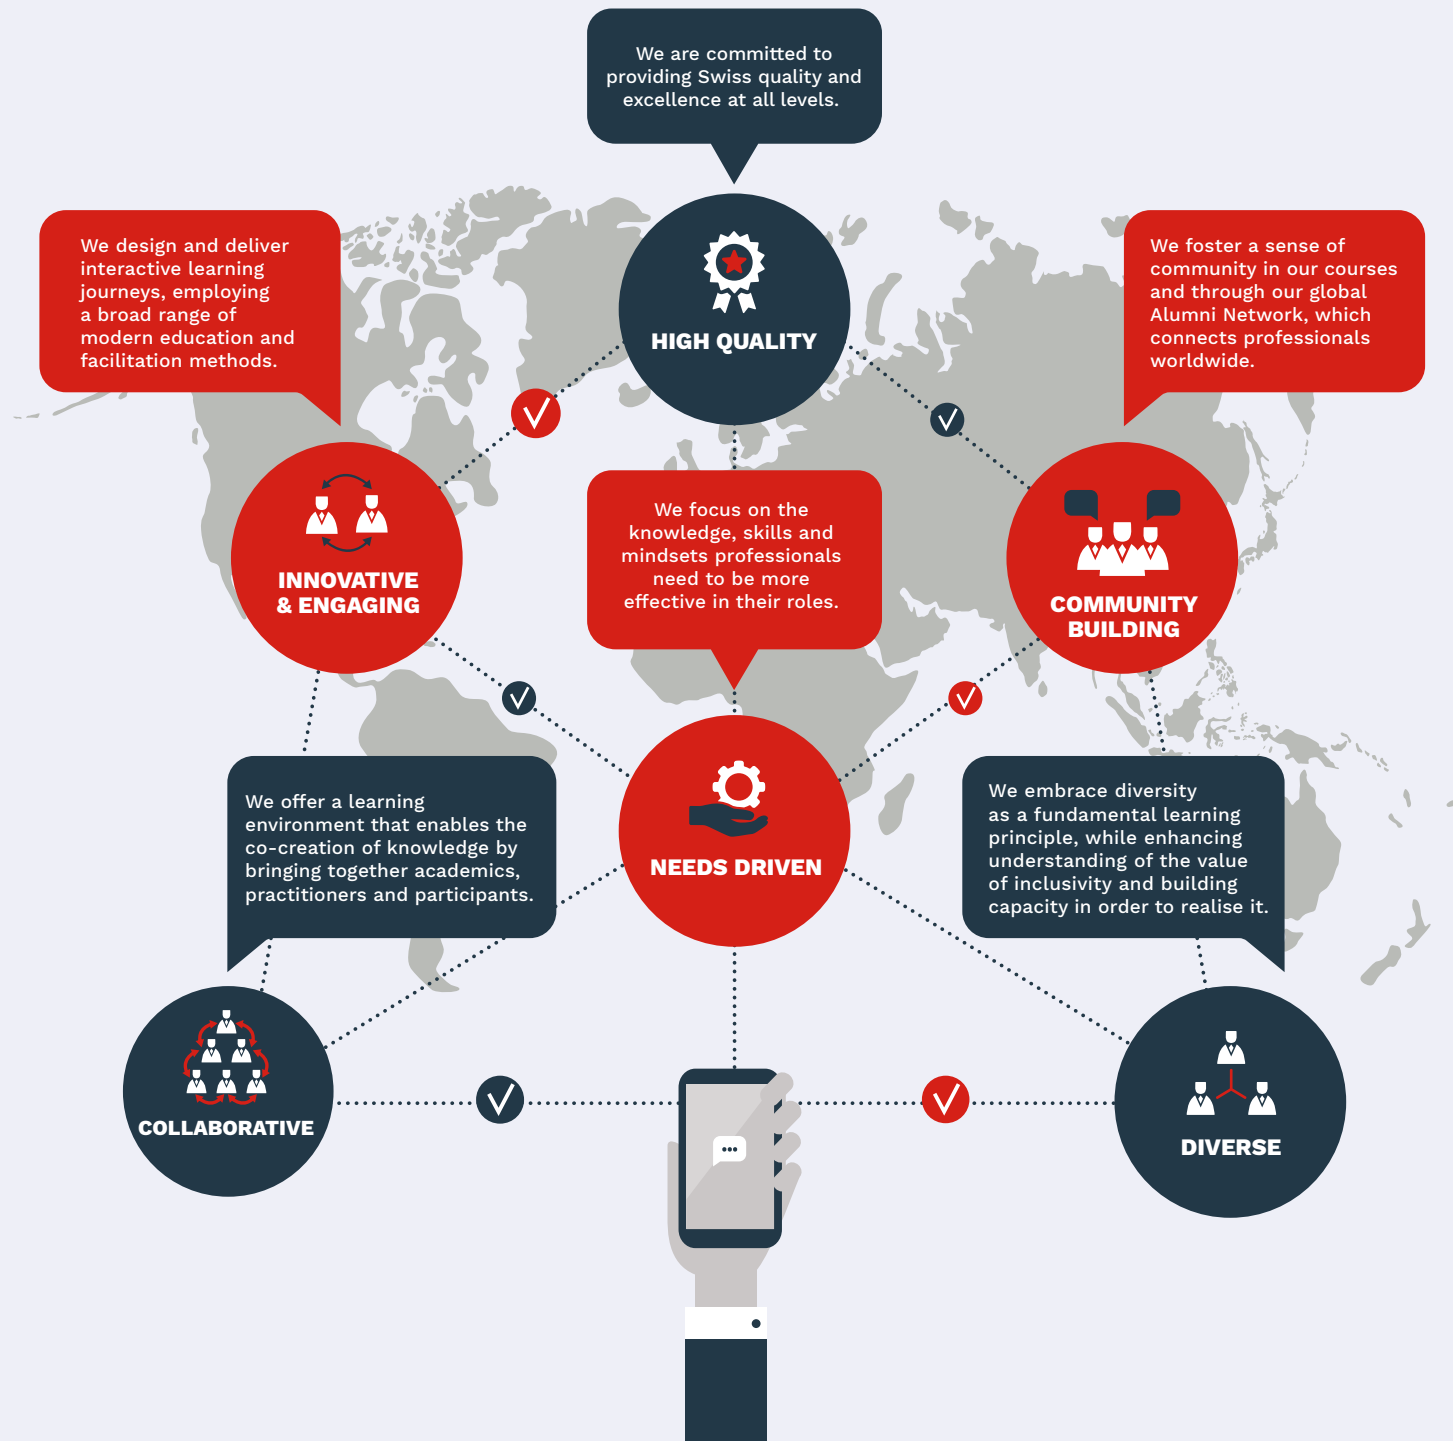 We are committed to
providing Swiss quality and
excellence at all levels.
HIGH QUALITY
We design and deliver
interactive learning
journeys, employing
a broad range of
modern education and
facilitation methods.
INNOVATIVE
& ENGAGING
We foster a sense of
community in our courses
and through our global
Alumni Network, which
connects professionals
worldwide.
COMMUNITY
BUILDING
We focus on the
knowledge, skills and
mindsets professionals
need to be more
effective in their roles.
NEEDS DRIVEN
We offer a learning
environment that enables the
co-creation of knowledge by
bringing together academics,
practitioners and participants.
COLLABORATIVE
We embrace diversity
as a fundamental learning
principle, while enhancing
understanding of the value
of inclusivity and building
capacity in order to realise it.
DIVERSE